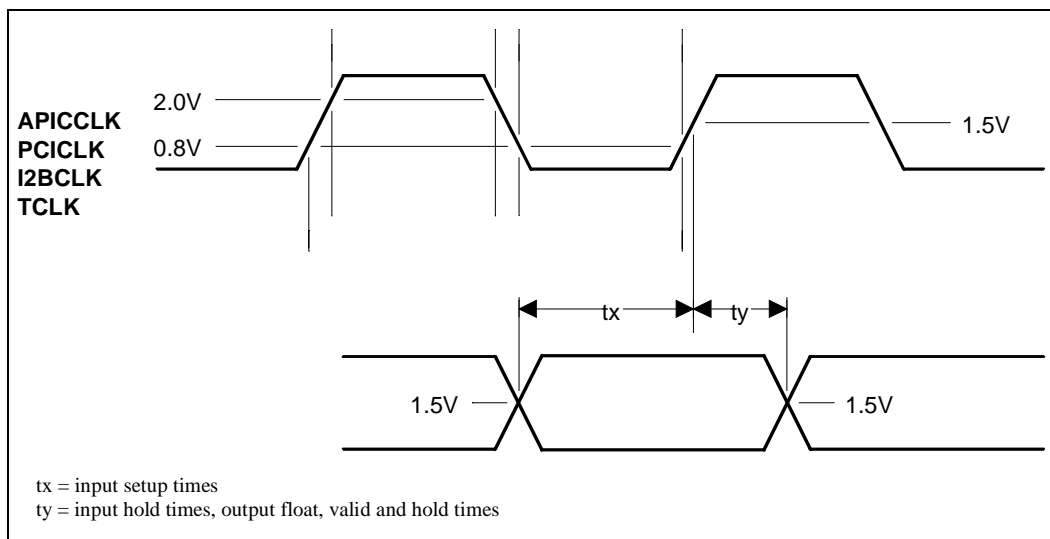 2.0V
APICCLK
PCICLK
I2BCLK
TCLK
0.8V
1.5V
tx
ty
1.5V
1.5V
tx = input setup times
ty = input hold times, output float, valid and hold times